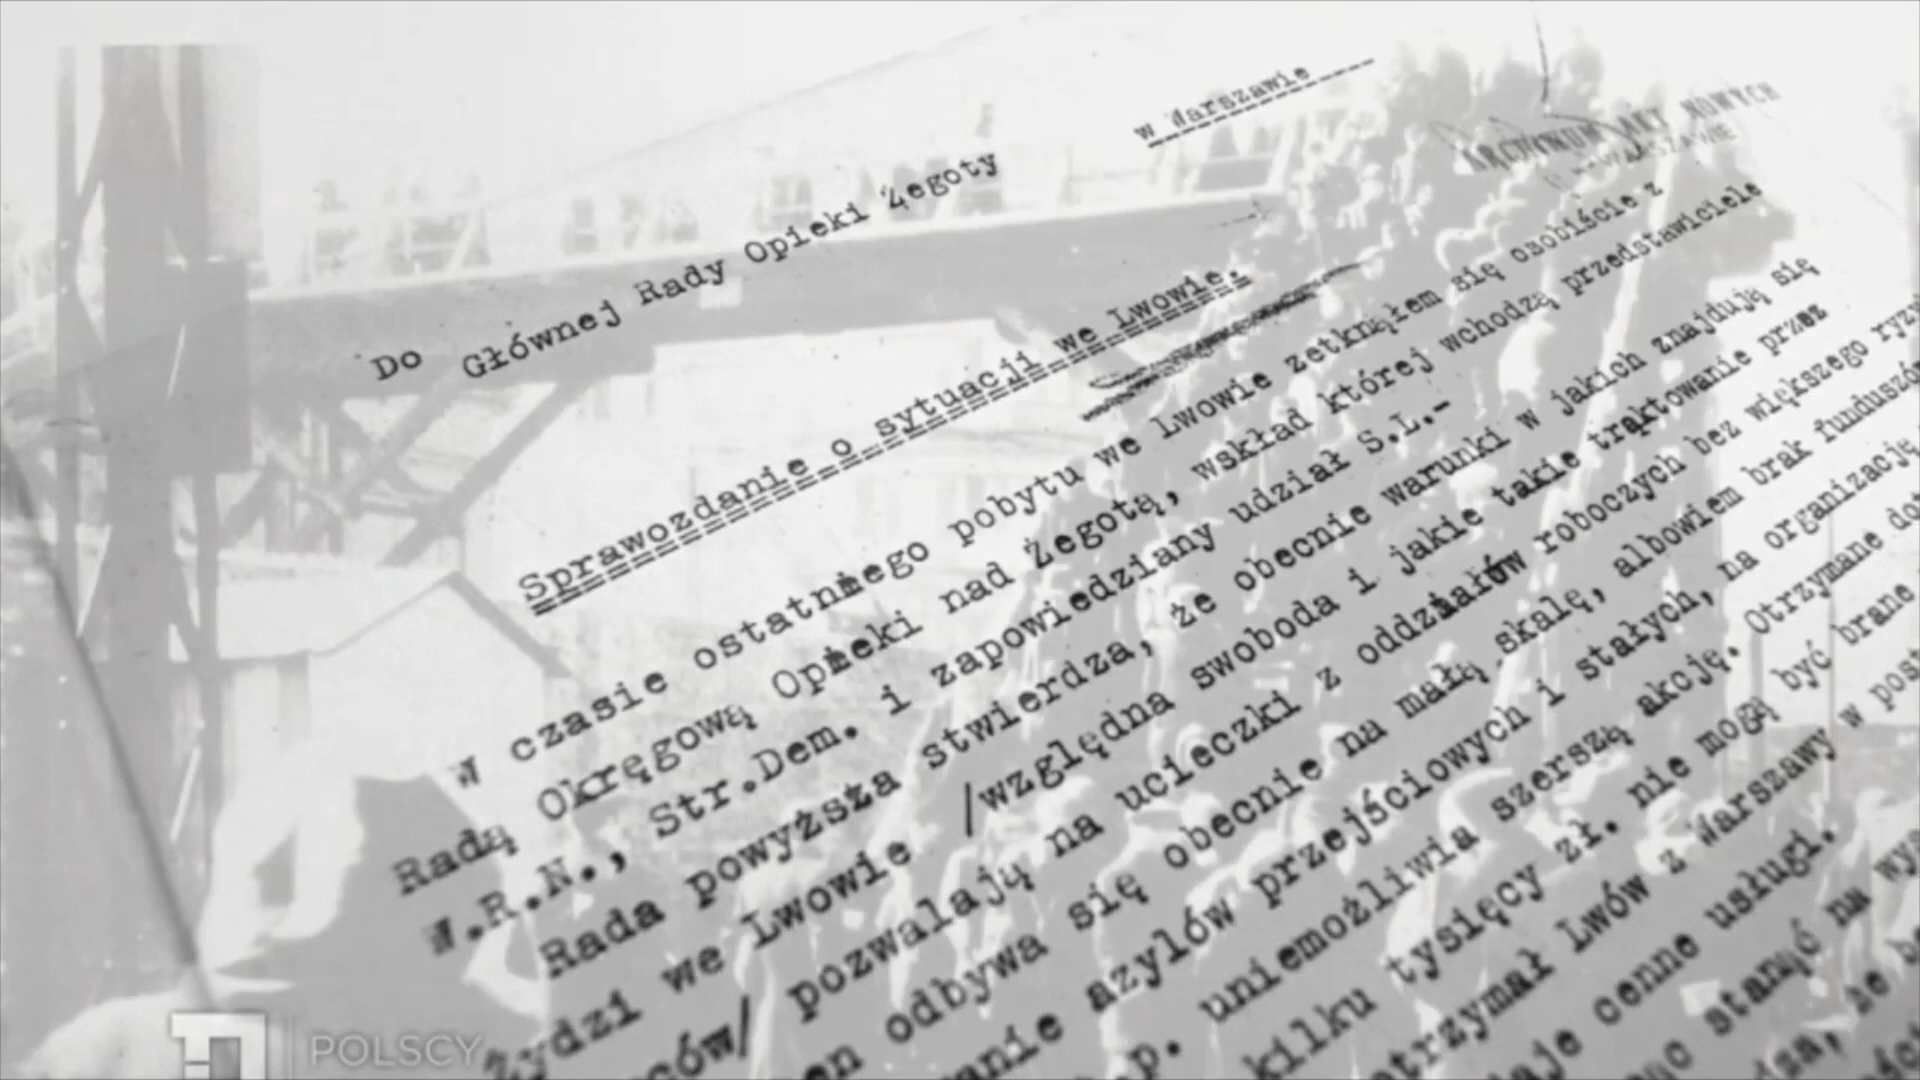 w Warszawie
ARCHIWUM AKT NOWYCH
w WARSZAWIE
Do
Głównej Rady Opieki Żegoty
Sprawozdanie o sytuacji we Lwowie.
W czasie ostatniego pobytu we Lwowie zetknąłem się osobiście z
Radą Okręgową Opieki nad Żegotą, wskład której wchodzą przedstawiciele
W.R.N., Str.Dem. i zapowiedziany udział S.L.-
Rada powyższa stwierdza, że obecnie warunki w jakich znajdują się
Żydzi we Lwowie /względna swoboda i jakie takie traktowanie przez
pozwalają na ucieczki z oddziałów roboczych bez większego
odbywa się obecnie na małą skalę, albowiem brak funduszów
azylów przejściowych i stałych, na organizację
p. uniemożliwia szerszą akcję. Otrzymane
kilku tysięcy zł. nie mogą być brane
otrzymał Lwów z Warszawy w
cenne usługi.
stanąć na
że
POLSCY